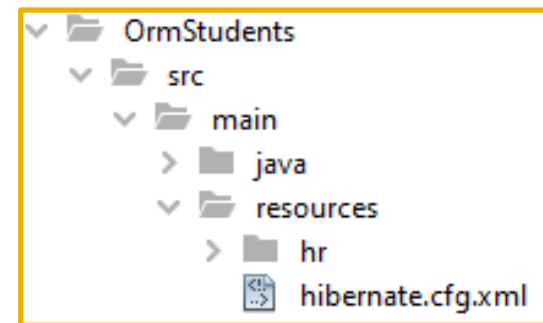 OrmStudents
src
main
java
resources
hr
hibernate.cfg.xml